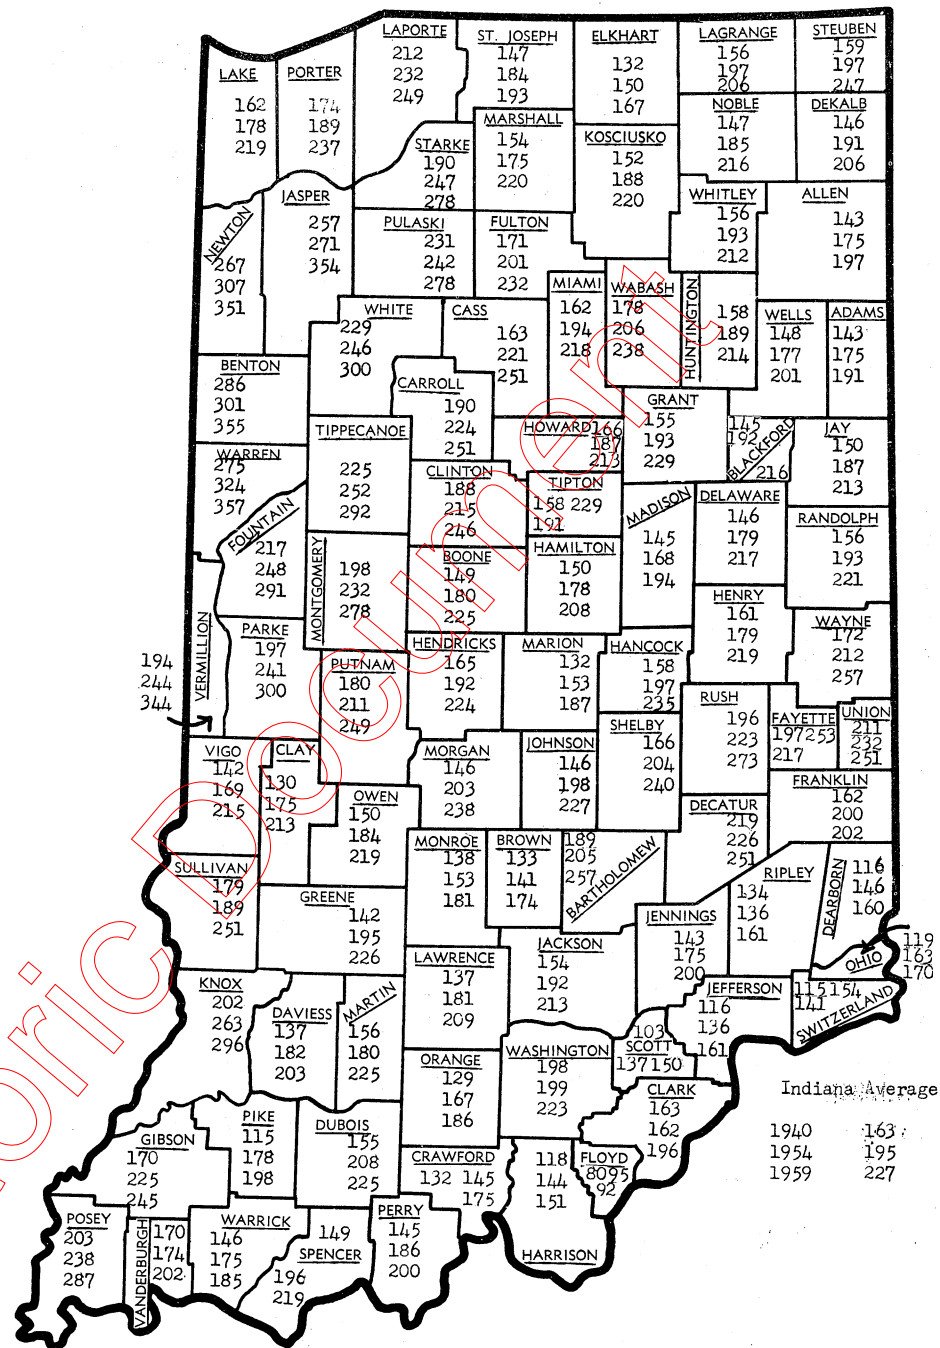 LAKE
162
178
219
PORTER
174
189
237
LAPORTE
212
232
249
ST. JOSEPH
147
184
193
ELKHART
132
150
167
LAGRANGE
156
197
206
STEUBEN
159
197
247
NOBLE
147
185
216
DEKALB
146
191
206
MARSHALL
154
175
220
KOSCIUSKO
152
188
220
STARKE
190
247
278
JASPER
257
271
354
NEWTON
267
307
351
PULASKI
231
242
278
FULTON
171
201
232
WHITLEY
156
193
212
ALLEN
143
175
197
MIAMI
162
194
218
WABASH
178
206
238
HUNTINGTON
158
189
214
WELLS
148
177
201
ADAMS
143
175
191
WHITE
229
246
300
CASS
163
221
251
BENTON
286
301
355
CARROLL
190
224
251
GRANT
155
193
229
HOWARD 166
187
213
BLACKFORD
145
192
216
JAY
150
187
213
WARREN
275
324
357
TIPPECANOE
225
252
292
CLINTON
188
215
246
TIPTON
158 229
191
MADISON
145
168
194
DELAWARE
146
179
217
RANDOLPH
156
193
221
FOUNTAIN
217
248
291
MONTGOMERY
198
232
278
BOONE
149
180
225
HAMILTON
150
178
208
HENRY
161
179
219
WAYNE
172
212
257
VERMILLION
194
244
344
PARKE
197
241
300
PUTNAM
180
211
249
HENDRICKS
165
192
224
MARION
132
153
187
HANCOCK
158
197
235
RUSH
196
223
273
FAYETTE
197 253
217
UNION
211
232
251
SHELBY
166
204
240
VIGO
142
169
215
CLAY
130
175
213
MORGAN
146
203
238
JOHNSON
146
198
227
FRANKLIN
162
200
202
OWEN
150
184
219
DECATUR
219
226
251
MONROE
138
153
181
BROWN
133
141
174
BARTHOLOMEW
189
205
257
SULLIVAN
179
189
251
GREENE
142
195
226
RIPLEY
134
136
161
DEARBORN
116
146
160
JENNINGS
143
175
200
JACKSON
154
192
213
LAWRENCE
137
181
209
OHIO
119
163
170
KNOX
202
263
296
DAVIESS
137
182
203
MARTIN
156
180
225
JEFFERSON
116
136
161
SWITZERLAND
115 154
141
SCOTT
103
137 150
WASHINGTON
198
199
223
ORANGE
129
167
186
CLARK
163
162
196
Indiana Average
1940 163
1954 195
1959 227
GIBSON
170
225
245
PIKE
115
178
198
DUBOIS
155
208
225
CRAWFORD
132 145
175
HARRISON
118
144
151
FLOYD
80 95
92
POSEY
203
238
287
VANDERBURGH
170
174
202
WARRICK
146
175
185
SPENCER
149
196
219
PERRY
145
186
200
oric Document